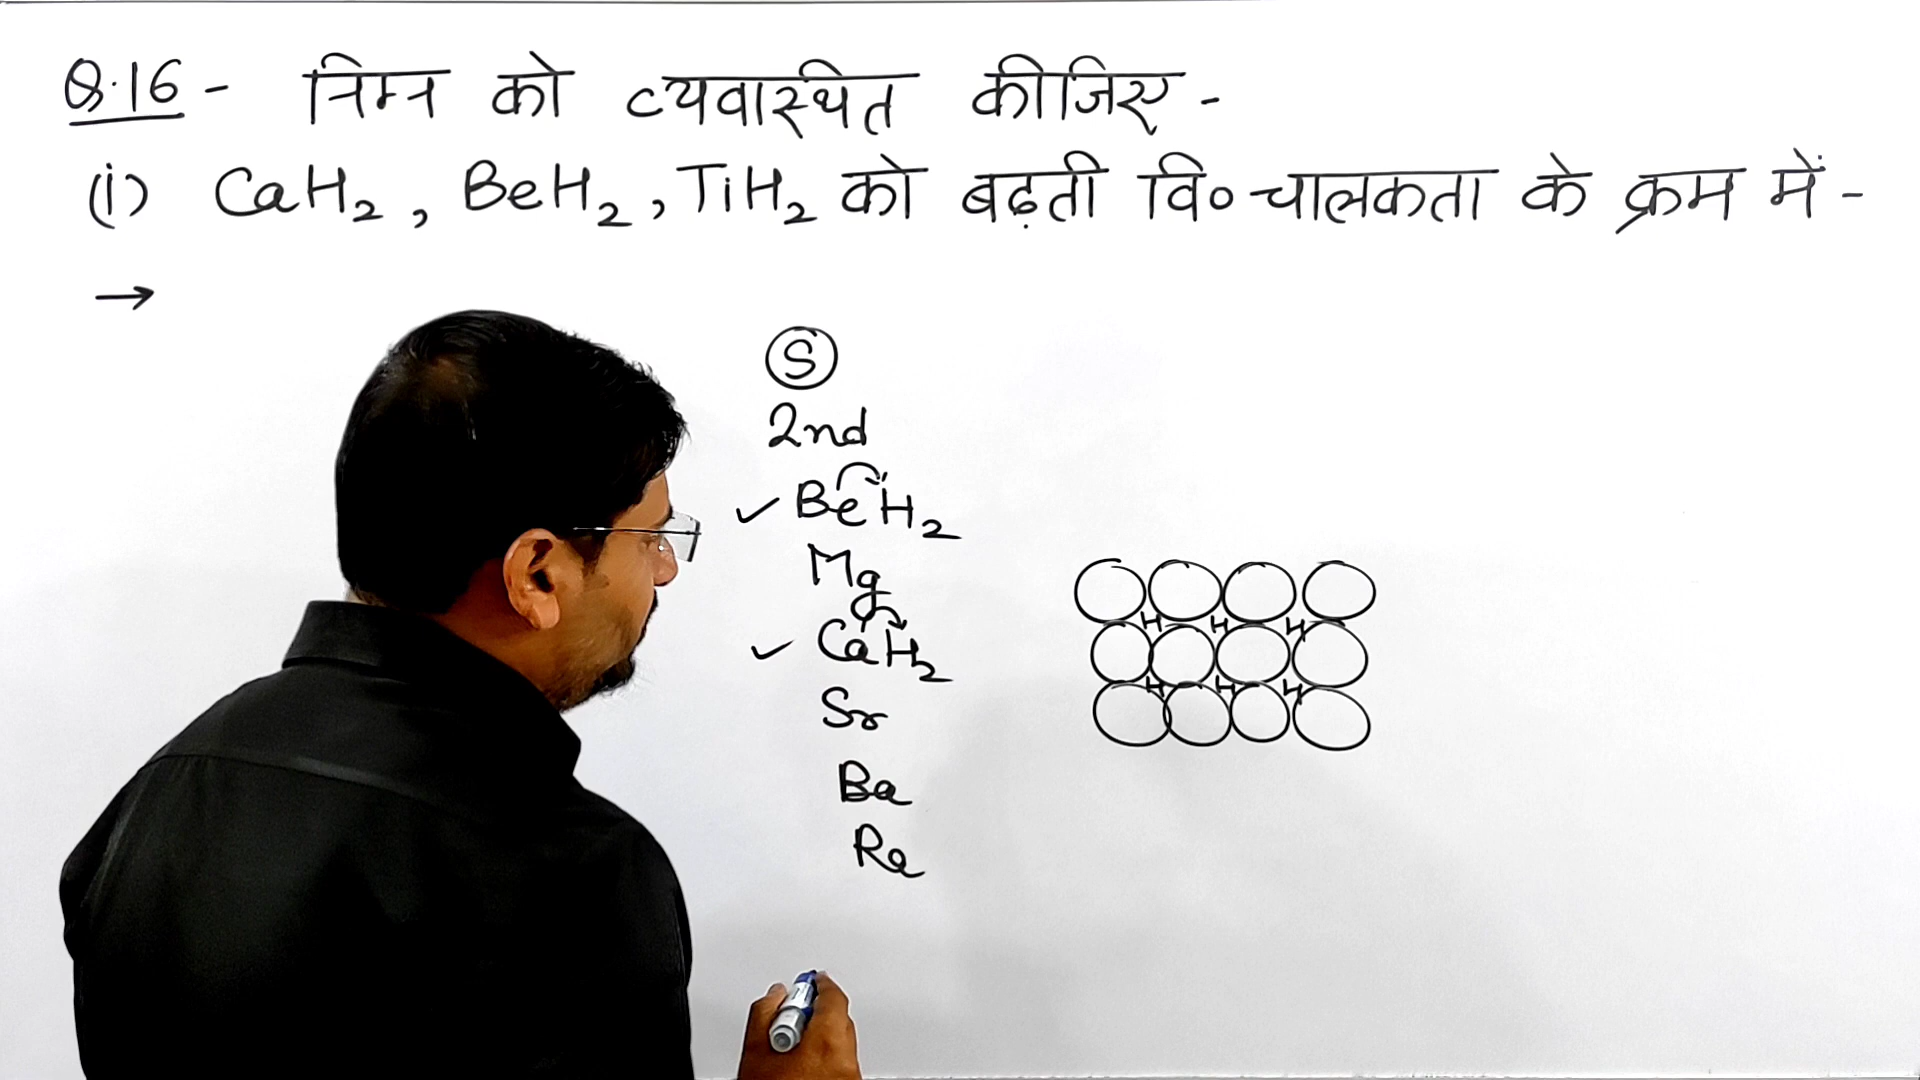 Q.16 - निम्न को व्यवस्थित कीजिए -
(i) CaH₂, BeH₂, TiH₂ को बढ़ती वि० चालकता के क्रम में -
→
S
2nd
✓ BeH₂
Mg
✓ CaH₂
Sr
Ba
Ra
H H H
H H H